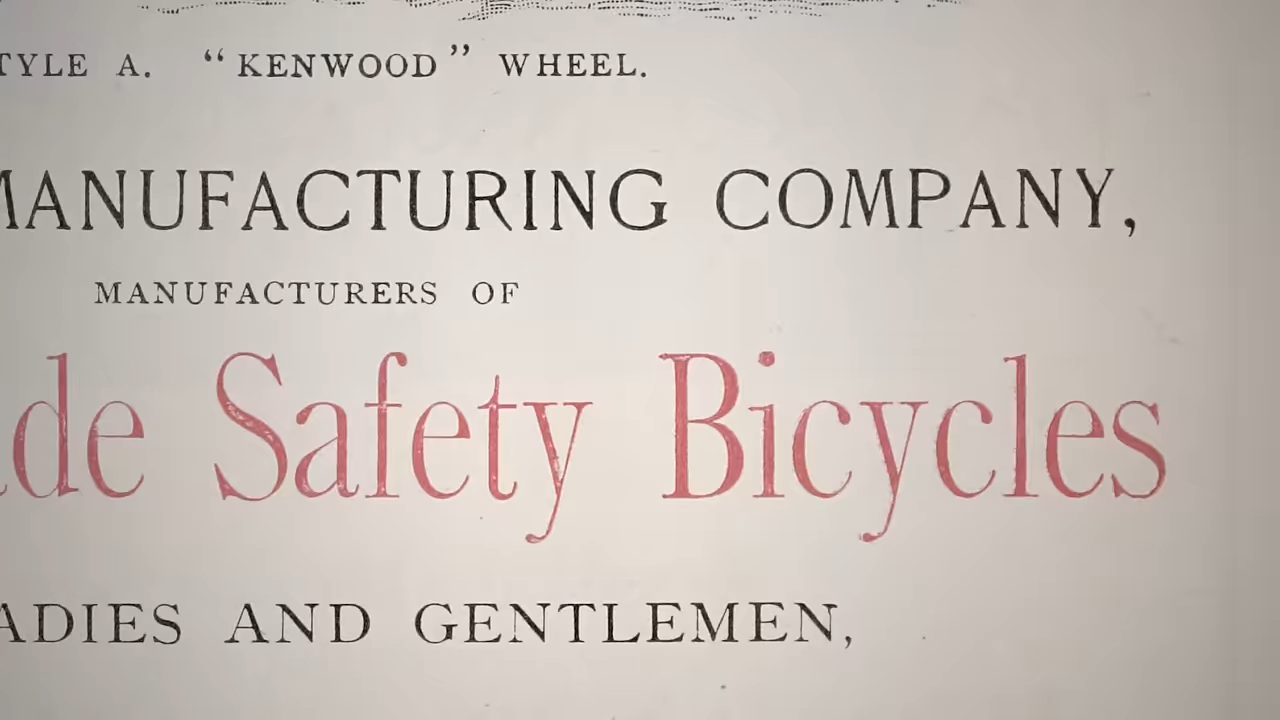 TYLE A. “KENWOOD” WHEEL.
MANUFACTURING COMPANY,
MANUFACTURERS OF
de Safety Bicycles
ADIES AND GENTLEMEN,